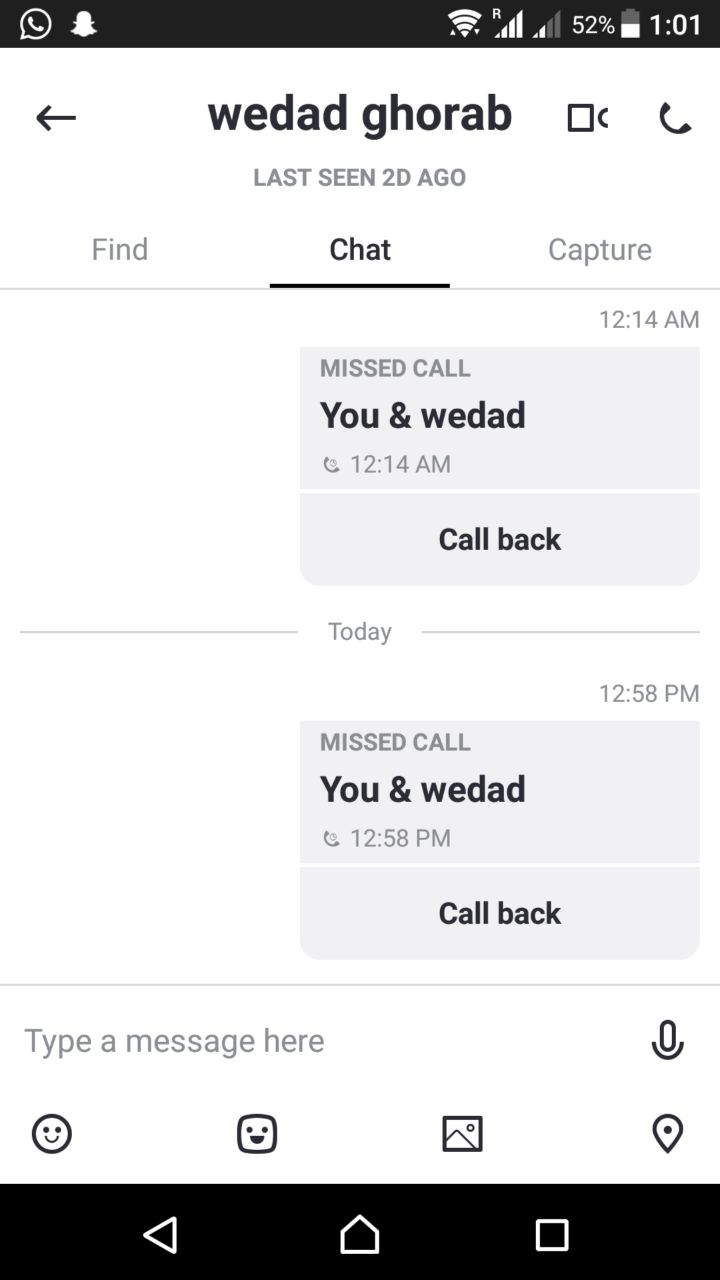 R 52% 1:01
wedad ghorab
LAST SEEN 2D AGO
Find Chat Capture
12:14 AM
MISSED CALL
You & wedad
12:14 AM
Call back
Today
12:58 PM
MISSED CALL
You & wedad
12:58 PM
Call back
Type a message here